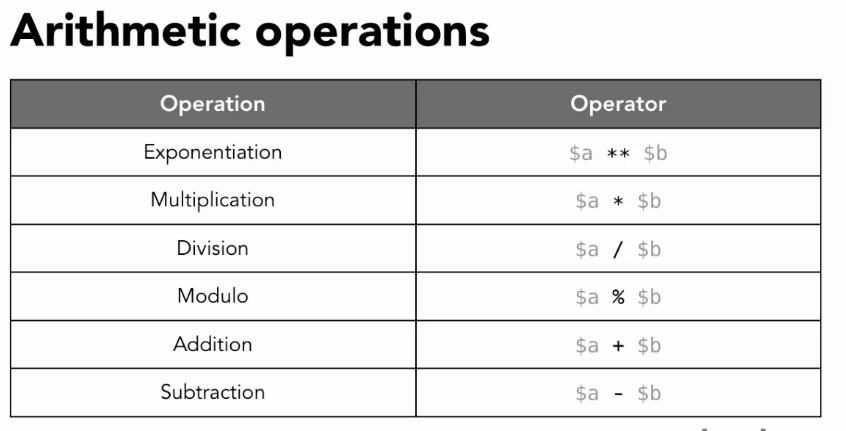 Arithmetic operations
Operation Operator
Exponentiation $a ** $b
Multiplication $a * $b
Division $a / $b
Modulo $a % $b
Addition $a + $b
Subtraction $a - $b